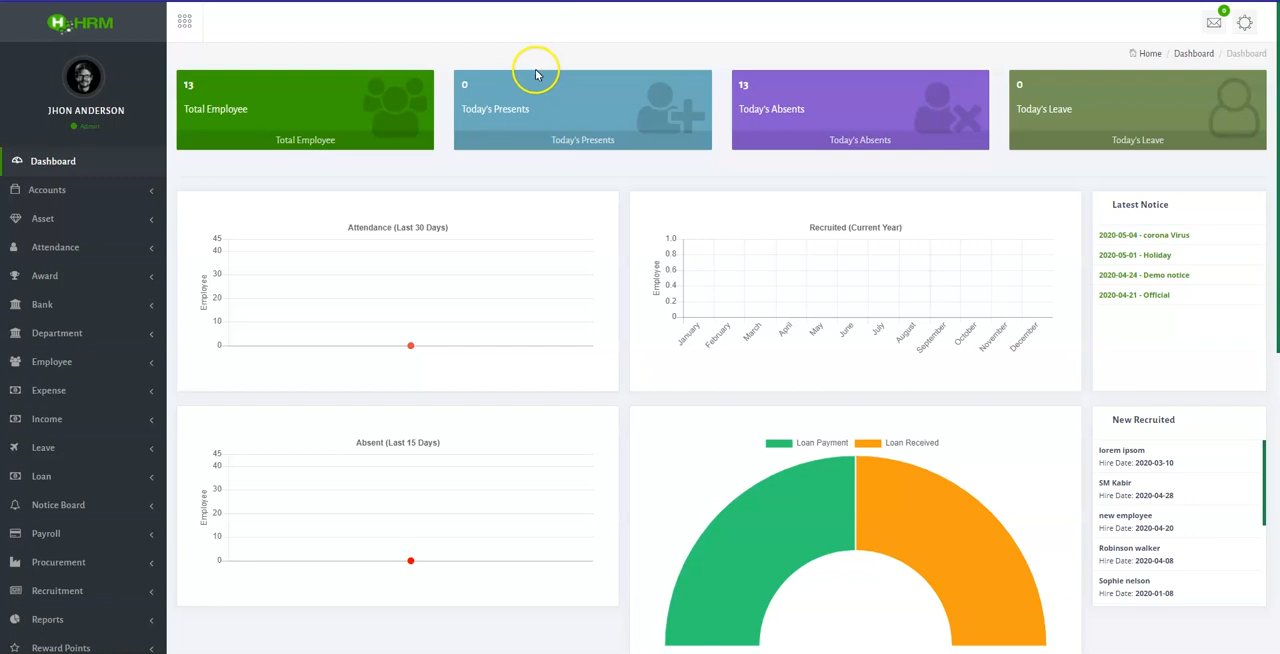 H HRM
0
JHON ANDERSON
Admin
Home / Dashboard / Dashboard
13
Total Employee
Total Employee
0
Today's Presents
Today's Presents
13
Today's Absents
Today's Absents
0
Today's Leave
Today's Leave
Dashboard
Accounts
Asset
Attendance
Award
Bank
Department
Employee
Expense
Income
Leave
Loan
Notice Board
Payroll
Procurement
Recruitment
Reports
Reward Points
Attendance (Last 30 Days)
Employee
45
40
30
20
10
0
Recruited (Current Year)
Employee
1.0
0.8
0.6
0.4
0.2
0
January
February
March
April
May
June
July
August
September
October
November
December
Latest Notice
2020-05-04 - corona Virus
2020-05-01 - Holiday
2020-04-24 - Demo notice
2020-04-21 - Official
Absent (Last 15 Days)
Employee
45
40
30
20
10
0
Loan Payment
Loan Received
New Recruited
lorem ipsom
Hire Date: 2020-03-10
SM Kabir
Hire Date: 2020-04-28
new employee
Hire Date: 2020-04-20
Robinson walker
Hire Date: 2020-04-08
Sophie nelson
Hire Date: 2020-01-08